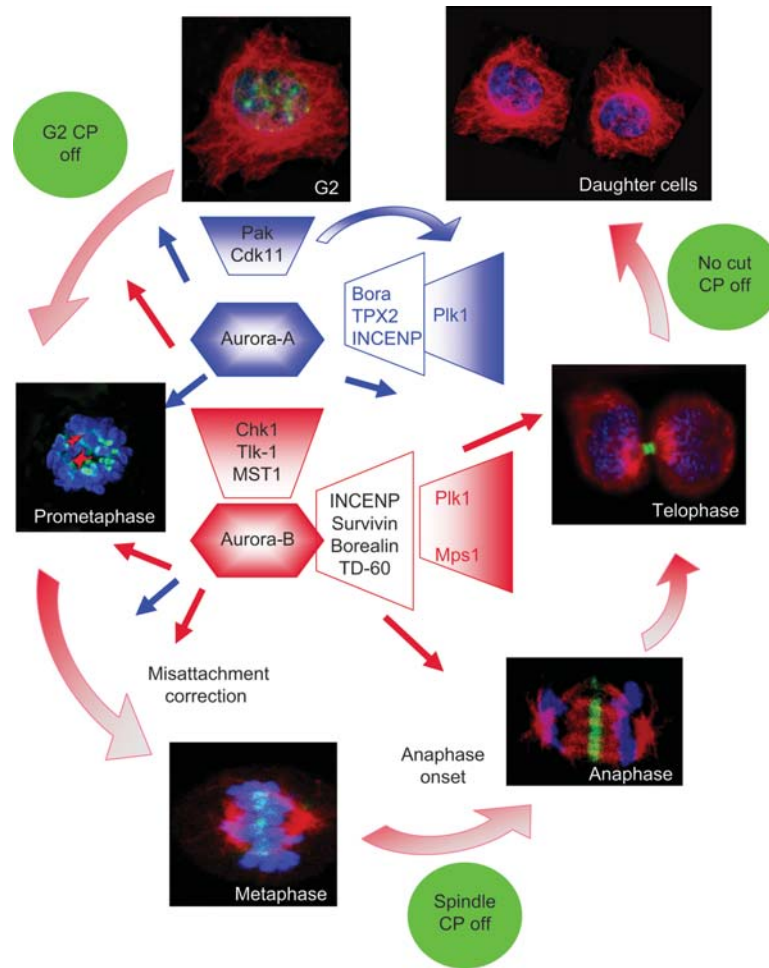 G2 CP
off
G2
Daughter cells
Pak
Cdk11
No cut
CP off
Bora
TPX2
INCENP
Plk1
Aurora-A
Chk1
Tlk-1
MST1
Prometaphase
Telophase
INCENP
Survivin
Borealin
TD-60
Plk1
Mps1
Aurora-B
Misattachment
correction
Anaphase
onset
Anaphase
Metaphase
Spindle
CP off